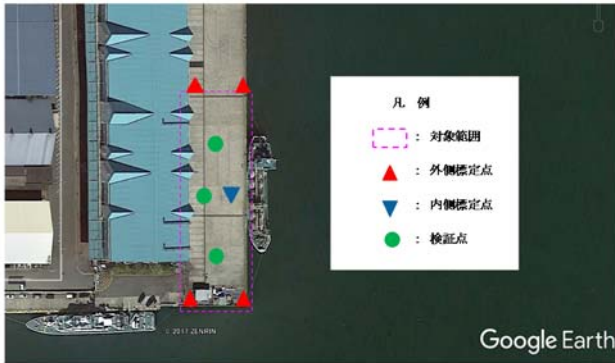 凡 例
: 対象範囲
: 外側標定点
: 内側標定点
: 検証点
© 2017 ZENRIN
Google Earth